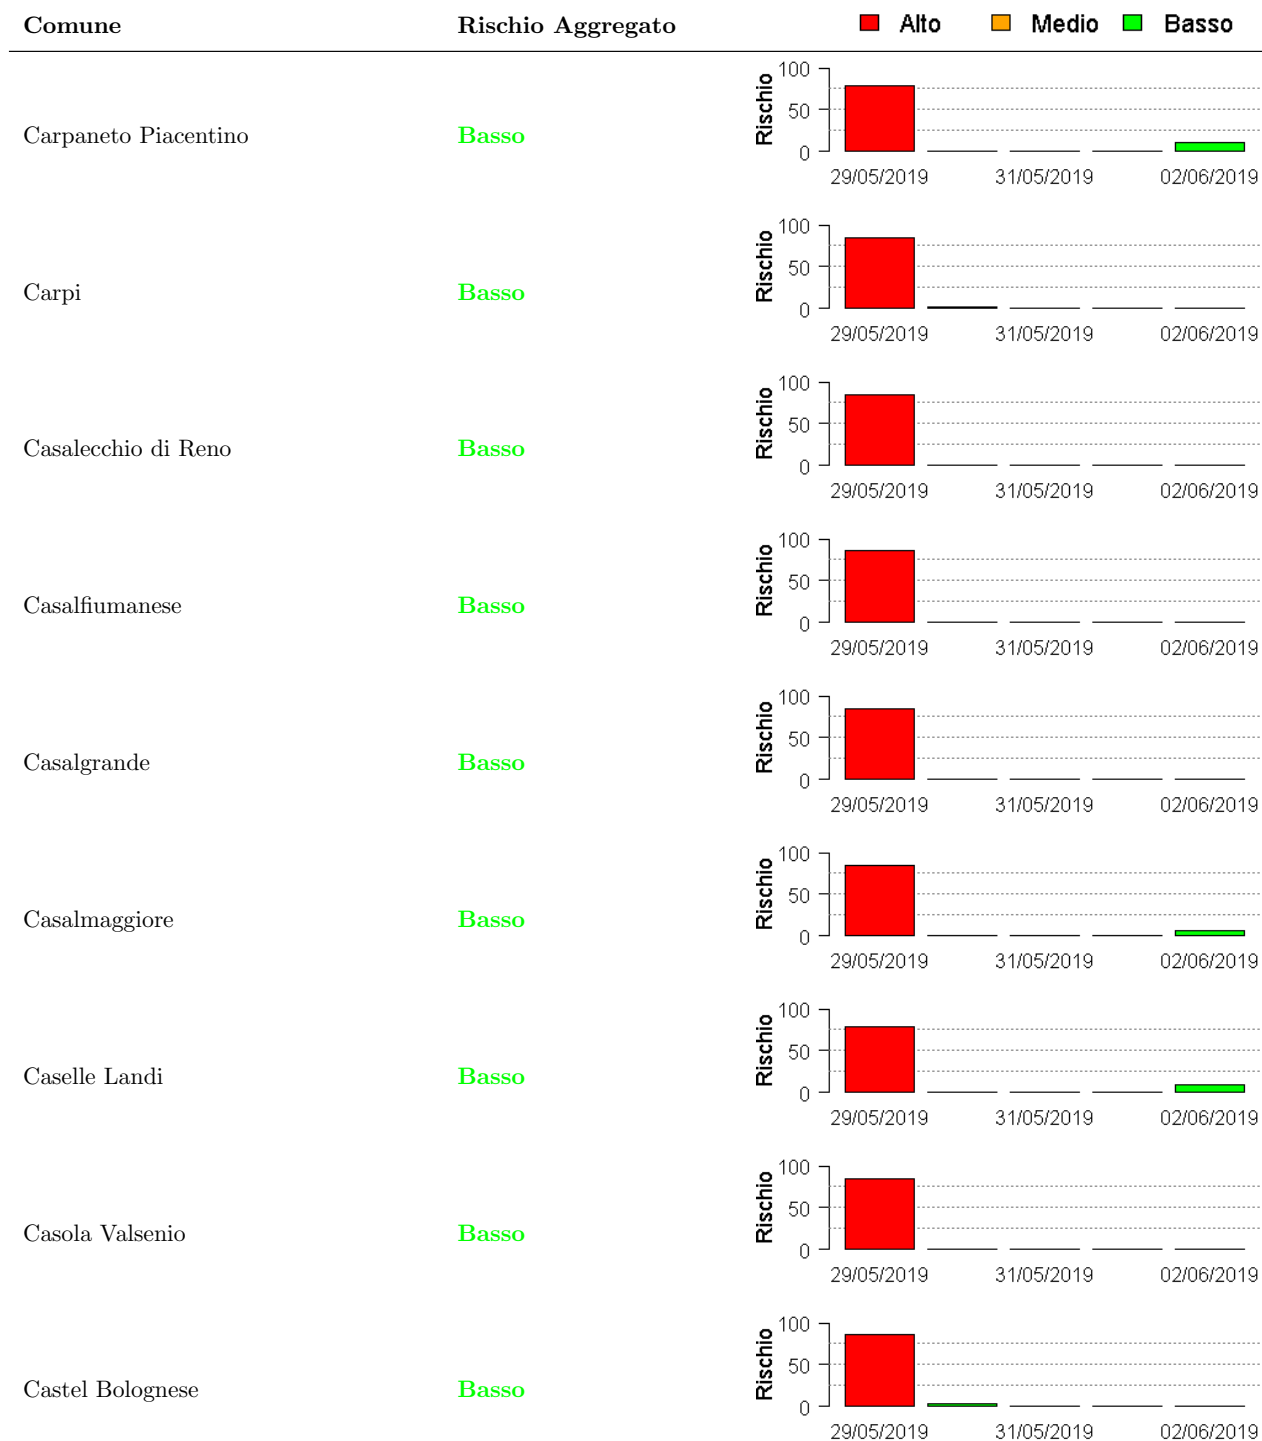 Comune Rischio Aggregato Alto Medio Basso
Carpaneto Piacentino Basso Rischio 0 50 100
29/05/2019 31/05/2019 02/06/2019
Carpi Basso Rischio 0 50 100
29/05/2019 31/05/2019 02/06/2019
Casalecchio di Reno Basso Rischio 0 50 100
29/05/2019 31/05/2019 02/06/2019
Casalfiumanese Basso Rischio 0 50 100
29/05/2019 31/05/2019 02/06/2019
Casalgrande Basso Rischio 0 50 100
29/05/2019 31/05/2019 02/06/2019
Casalmaggiore Basso Rischio 0 50 100
29/05/2019 31/05/2019 02/06/2019
Caselle Landi Basso Rischio 0 50 100
29/05/2019 31/05/2019 02/06/2019
Casola Valsenio Basso Rischio 0 50 100
29/05/2019 31/05/2019 02/06/2019
Castel Bolognese Basso Rischio 0 50 100
29/05/2019 31/05/2019 02/06/2019